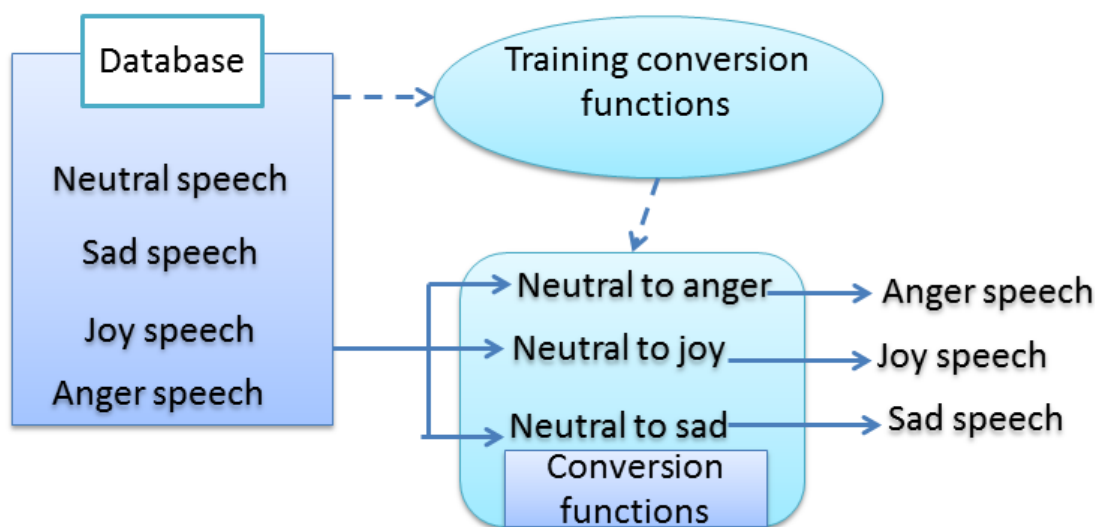 Database
Neutral speech
Sad speech
Joy speech
Anger speech
Training conversion
functions
Neutral to anger
Neutral to joy
Neutral to sad
Conversion
functions
Anger speech
Joy speech
Sad speech